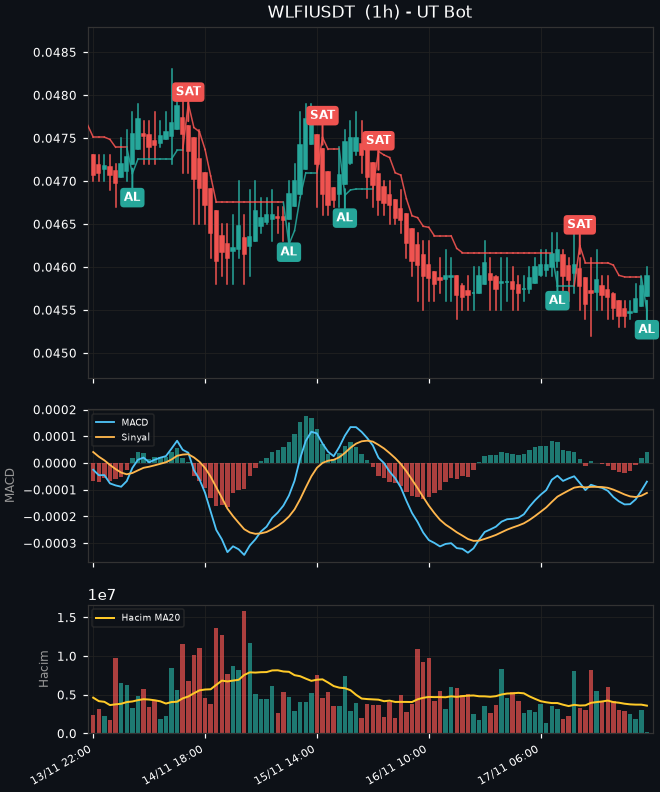 WLFIUSDT (1h) - UT Bot
0.0485
0.0480
0.0475
0.0470
0.0465
0.0460
0.0455
0.0450
SAT
SAT
SAT
SAT
AL
AL
AL
AL
AL
MACD
0.0002
0.0001
0.0000
−0.0001
−0.0002
−0.0003
MACD
Sinyal
1e7
Hacim
1.5
1.0
0.5
0.0
Hacim MA20
13/11 22:00
14/11 18:00
15/11 14:00
16/11 10:00
17/11 06:00